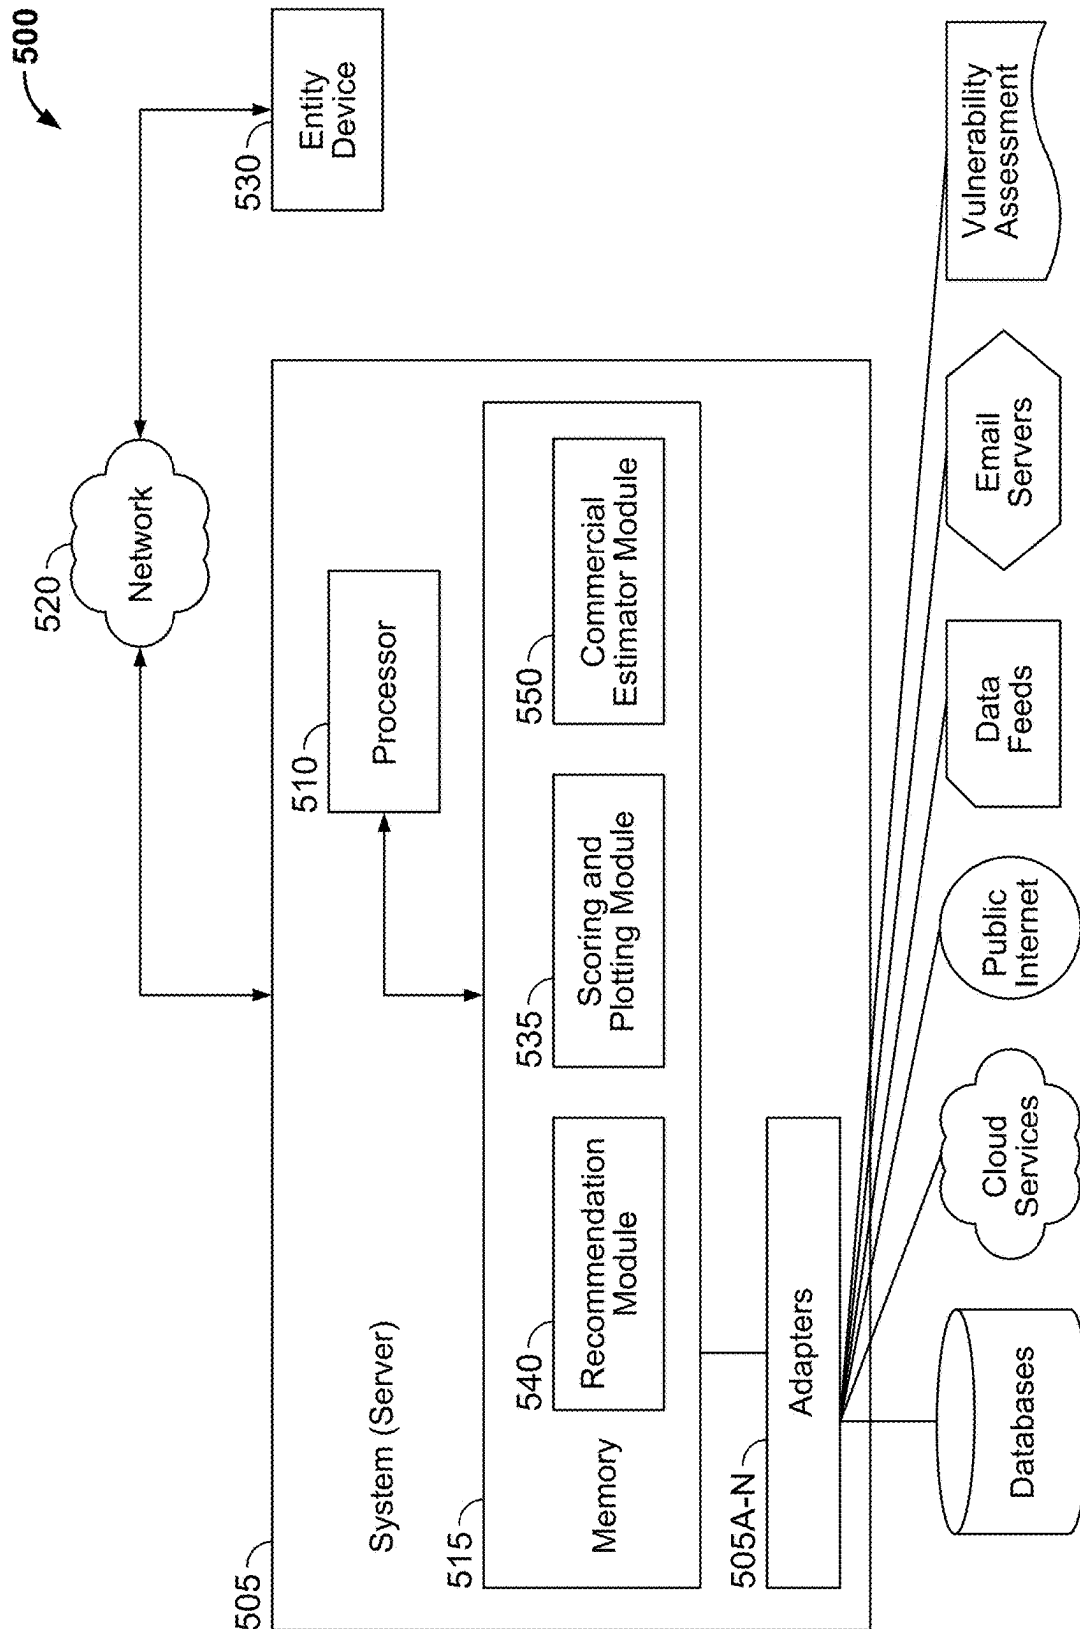 500
520
Network
530
Entity
Device
505
System (Server)
510
Processor
515
Memory
540
Recommendation
Module
535
Scoring and
Plotting Module
550
Commercial
Estimator Module
505A-N
Adapters
Databases
Cloud
Services
Public
Internet
Data
Feeds
Email
Servers
Vulnerability
Assessment